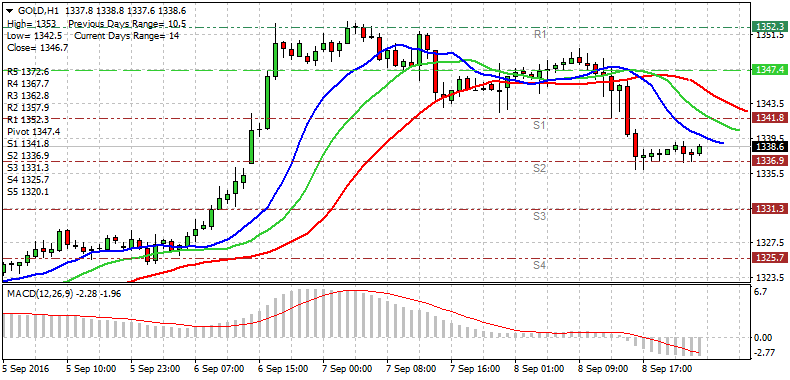 GOLD,H1 1337.8 1338.8 1337.6 1338.6
High= 1353 Previous Days Range= 10.5
Low= 1342.5 Current Days Range= 14
Close= 1346.7
R5 1372.6
R4 1367.7
R3 1362.8
R2 1357.9
R1 1352.3
Pivot 1347.4
S1 1341.8
S2 1336.9
S3 1331.3
S4 1325.7
S5 1320.1
R1
S1
S2
S3
S4
1352.3
1351.5
1347.4
1343.5
1341.8
1339.5
1338.6
1336.9
1335.5
1331.3
1327.5
1325.7
1323.5
MACD(12,26,9) -2.28 -1.96
6.7
0.00
-2.77
5 Sep 2016
5 Sep 10:00
5 Sep 23:00
6 Sep 07:00
6 Sep 15:00
7 Sep 00:00
7 Sep 08:00
7 Sep 16:00
8 Sep 01:00
8 Sep 09:00
8 Sep 17:00